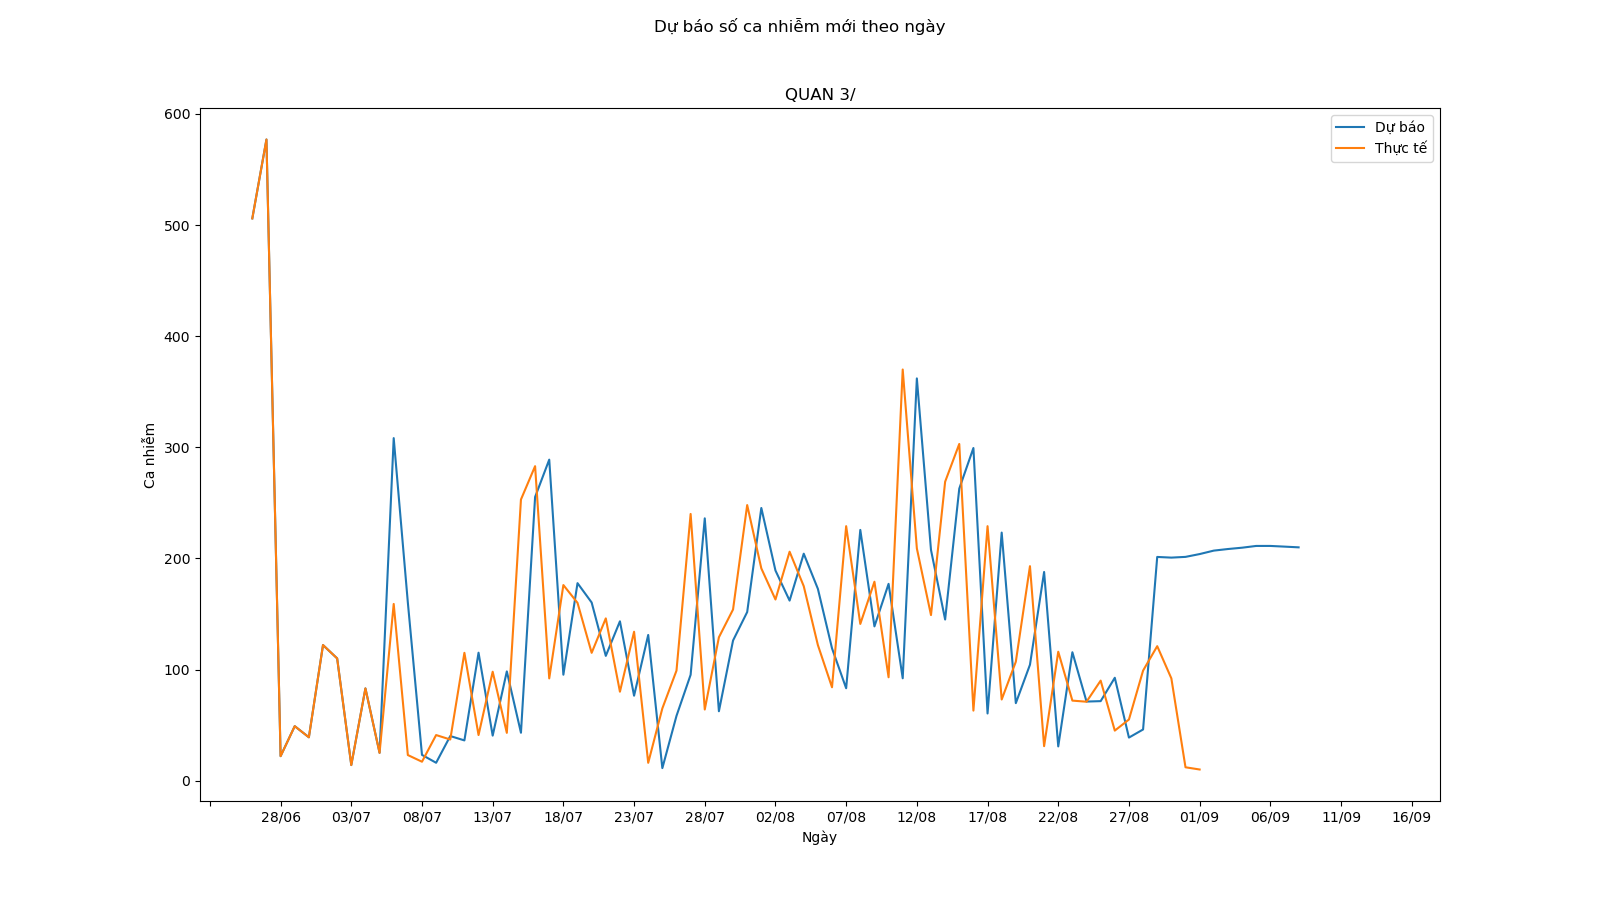 Dự báo số ca nhiễm mới theo ngày
QUAN 3/
600
500
400
300
200
100
0
Ca nhiễm
Dự báo
Thực tế
28/06 03/07 08/07 13/07 18/07 23/07 28/07 02/08 07/08 12/08 17/08 22/08 27/08 01/09 06/09 11/09 16/09
Ngày